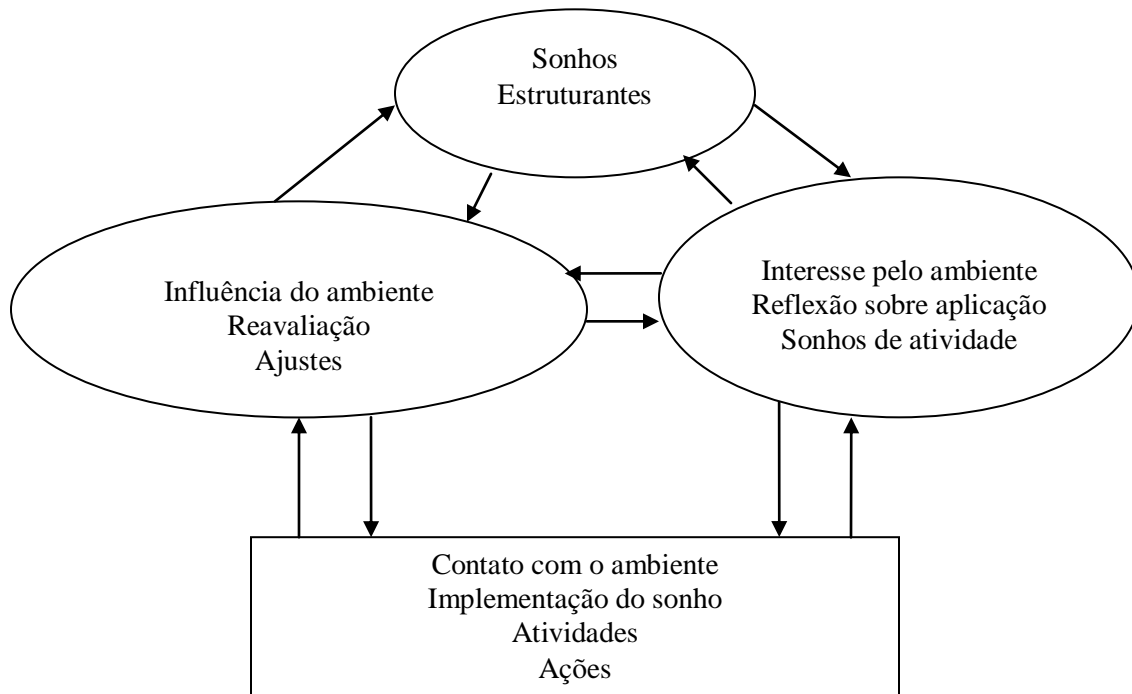 Sonhos
Estruturantes
Influência do ambiente
Reavaliação
Ajustes
Interesse pelo ambiente
Reflexão sobre aplicação
Sonhos de atividade
Contato com o ambiente
Implementação do sonho
Atividades
Ações